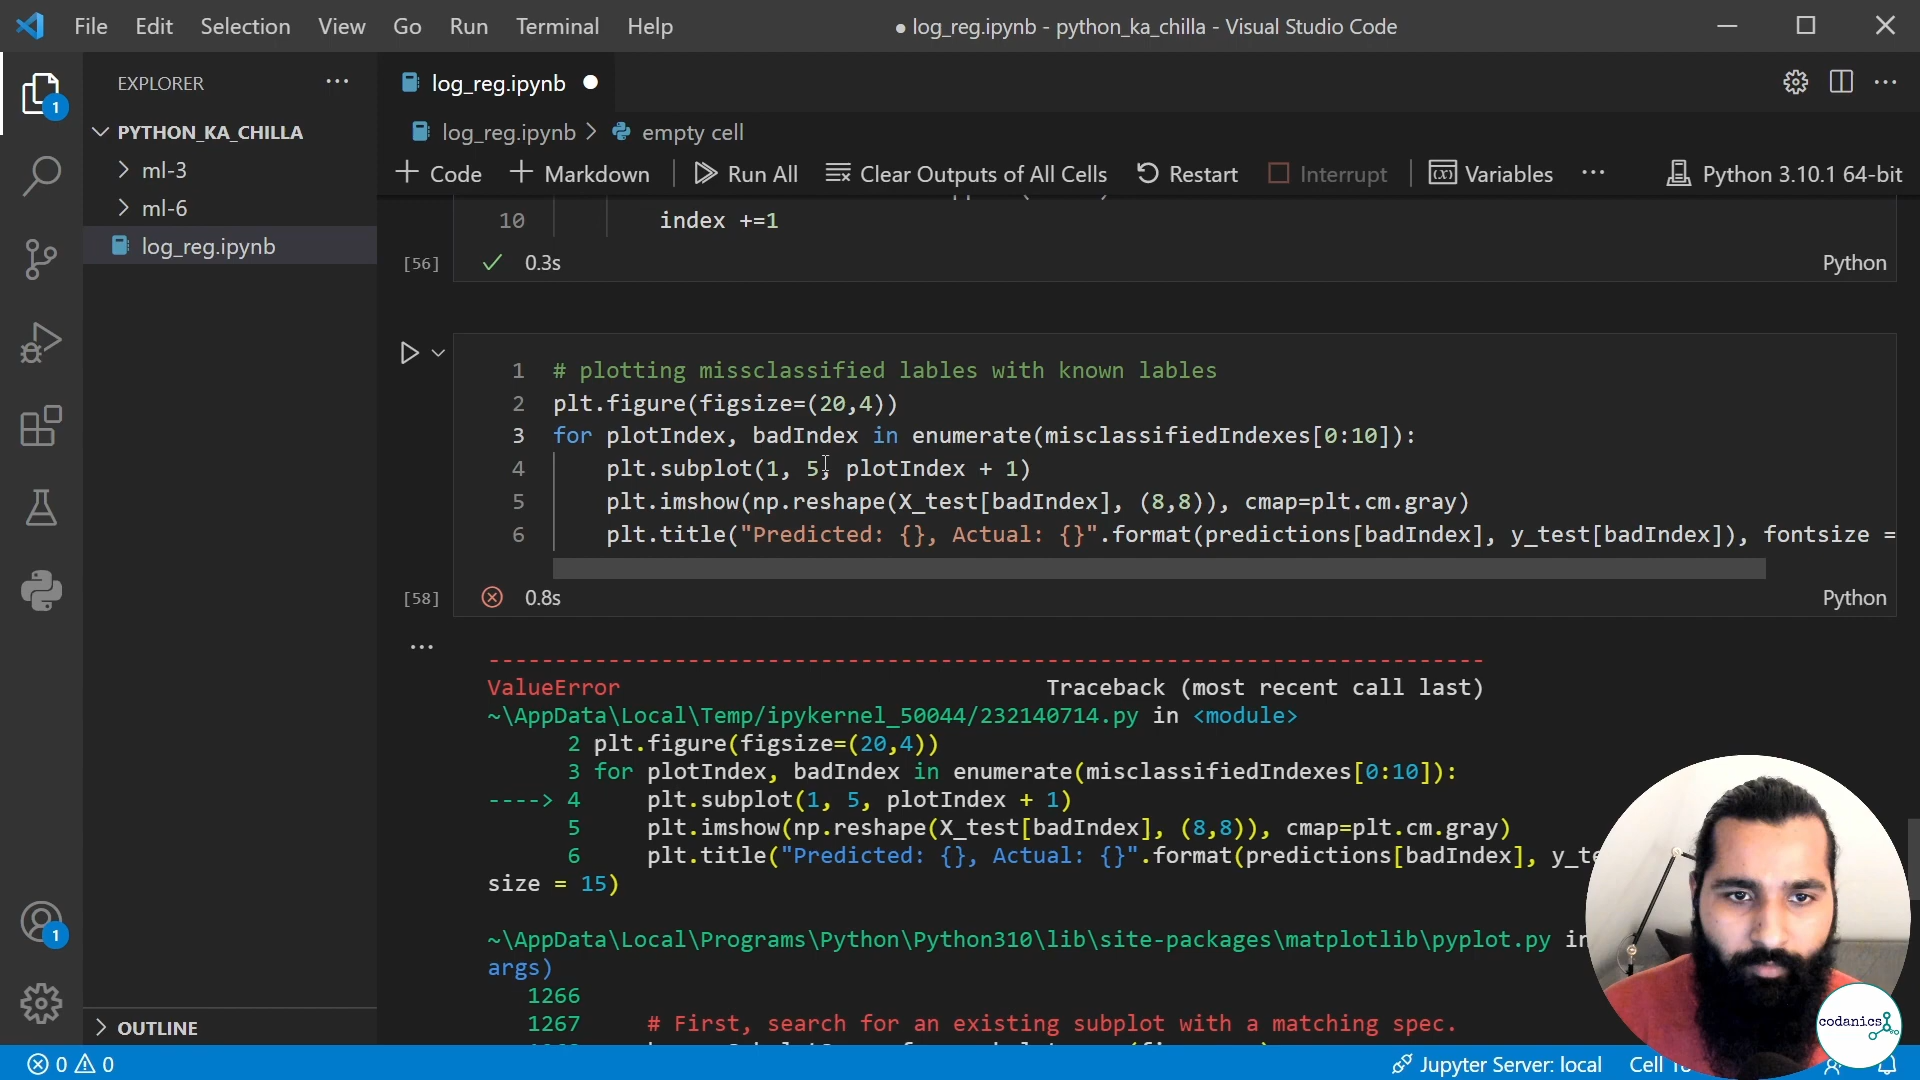 File Edit Selection View Go Run Terminal Help
● log_reg.ipynb - python_ka_chilla - Visual Studio Code
EXPLORER
1
PYTHON_KA_CHILLA
ml-3
ml-6
log_reg.ipynb
OUTLINE
1
log_reg.ipynb
log_reg.ipynb > empty cell
+ Code + Markdown Run All Clear Outputs of All Cells Restart Interrupt Variables ... Python 3.10.1 64-bit
10 index +=1
[56] 0.3s Python
1 # plotting missclassified lables with known lables
2 plt.figure(figsize=(20,4))
3 for plotIndex, badIndex in enumerate(misclassifiedIndexes[0:10]):
4 plt.subplot(1, 5, plotIndex + 1)
5 plt.imshow(np.reshape(X_test[badIndex], (8,8)), cmap=plt.cm.gray)
6 plt.title("Predicted: {}, Actual: {}".format(predictions[badIndex], y_test[badIndex]), fontsize =
[58] 0.8s Python
...
---------------------------------------------------------------------------
ValueError Traceback (most recent call last)
~\AppData\Local\Temp/ipykernel_50044/232140714.py in <module>
2 plt.figure(figsize=(20,4))
3 for plotIndex, badIndex in enumerate(misclassifiedIndexes[0:10]):
----> 4 plt.subplot(1, 5, plotIndex + 1)
5 plt.imshow(np.reshape(X_test[badIndex], (8,8)), cmap=plt.cm.gray)
6 plt.title("Predicted: {}, Actual: {}".format(predictions[badIndex], y_te
size = 15)
~\AppData\Local\Programs\Python\Python310\lib\site-packages\matplotlib\pyplot.py in
args)
1266
1267 # First, search for an existing subplot with a matching spec.
codanics
0 0 Jupyter Server: local Cell